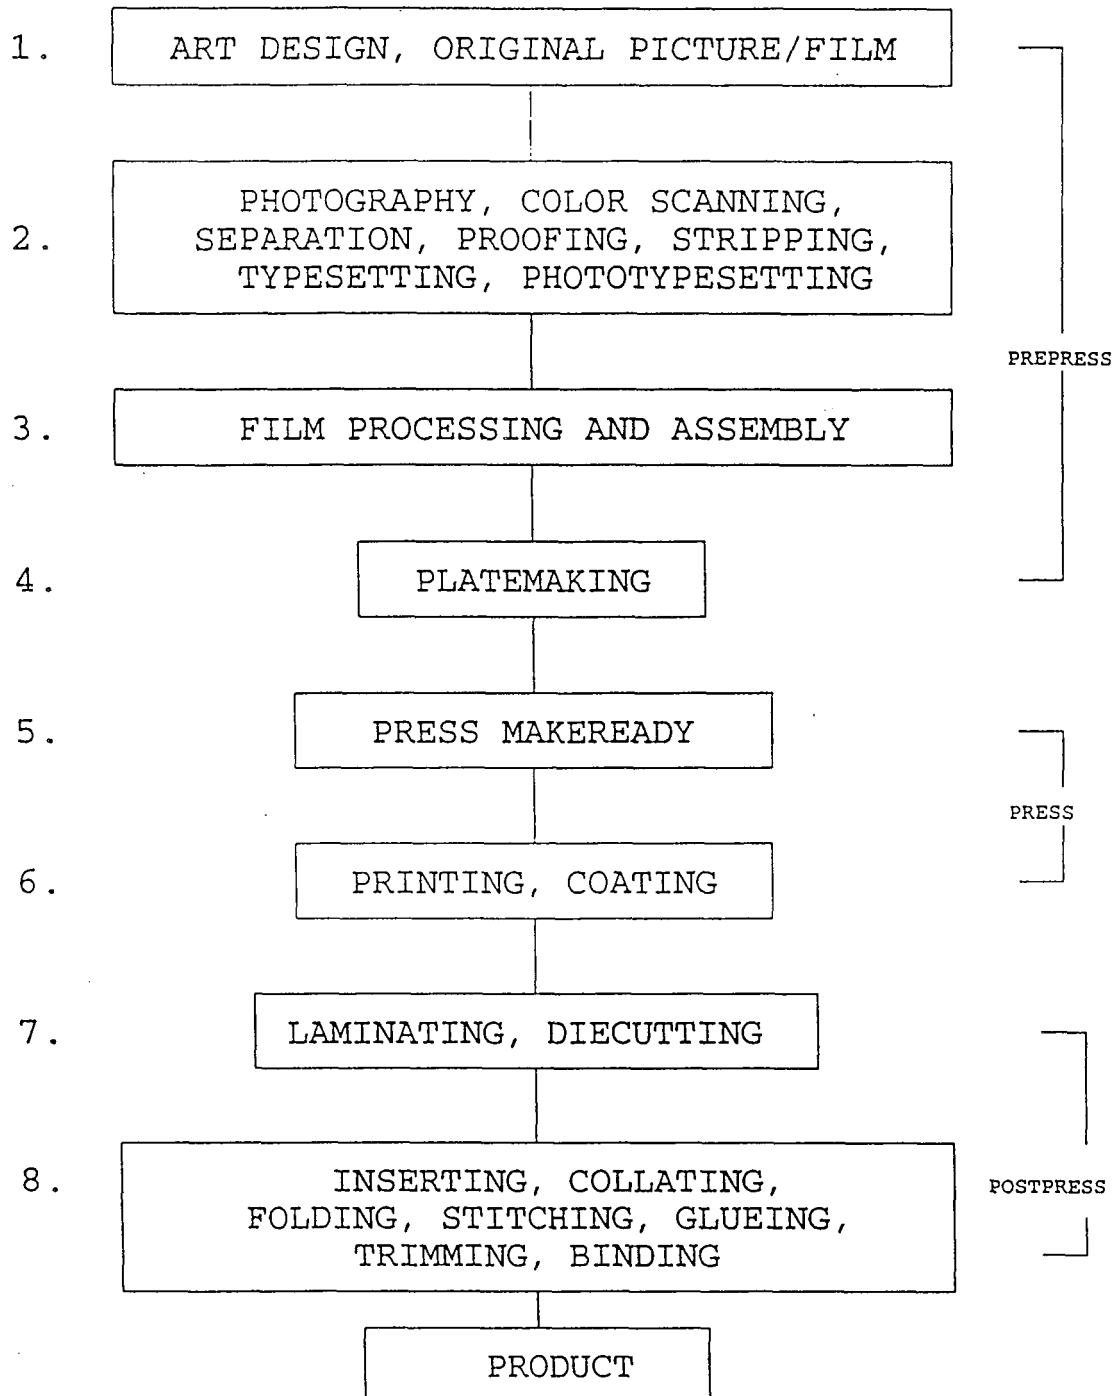 1. ART DESIGN, ORIGINAL PICTURE/FILM
2. PHOTOGRAPHY, COLOR SCANNING,
SEPARATION, PROOFING, STRIPPING,
TYPESETTING, PHOTOTYPESETTING
PREPRESS
3. FILM PROCESSING AND ASSEMBLY
4. PLATEMAKING
5. PRESS MAKEREADY
PRESS
6. PRINTING, COATING
7. LAMINATING, DIECUTTING
8. INSERTING, COLLATING,
FOLDING, STITCHING, GLUEING,
TRIMMING, BINDING
POSTPRESS
PRODUCT